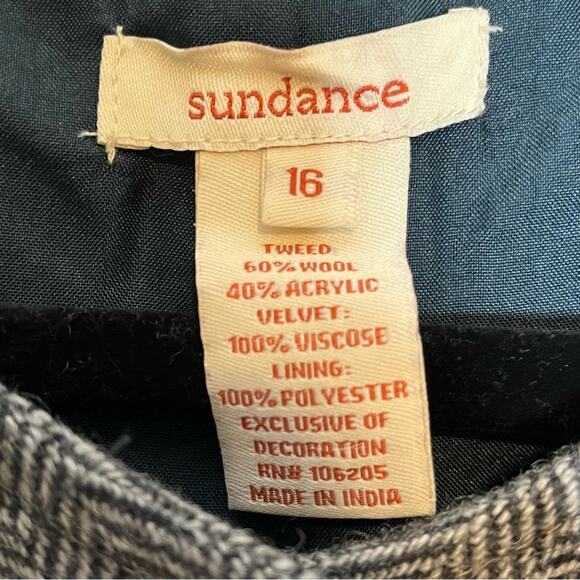 sundance
16
TWEED:
60% WOOL
40% ACRYLIC
VELVET:
100% VISCOSE
LINING:
100% POLYESTER
EXCLUSIVE OF
DECORATION
RN# 106205
MADE IN INDIA